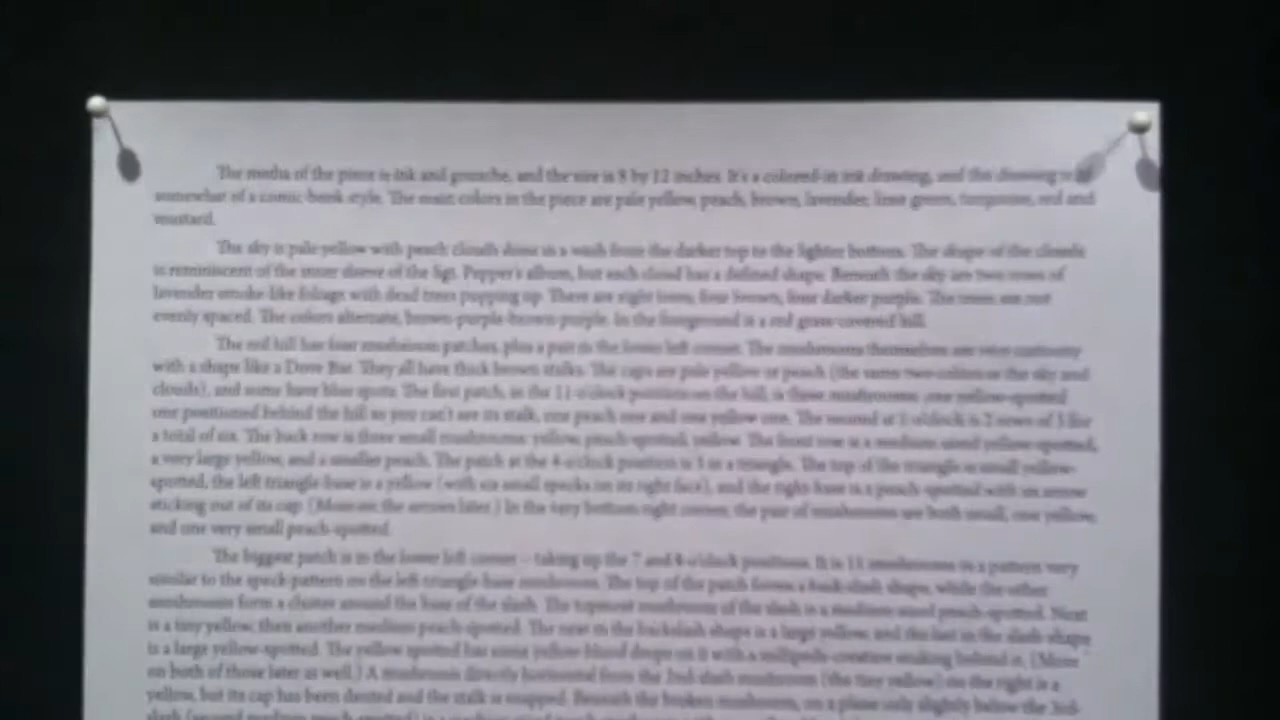 The media of the piece is ink and gouache, and the size is 8 by 12 inches. It's a colored-in ink drawing, and the drawing is
somewhat of a comic-book style. The main colors in the piece are pale yellow, peach, brown, lavender, lime green, turquoise, red and
mustard.
The sky is pale yellow with peach clouds done in a wash from the darker top to the lighter bottom. The shape of the clouds
is reminiscent of the inner sleeve of the Sgt. Pepper's album, but each cloud has a defined shape. Beneath the sky are two rows of
lavender smoke-like foliage with dead trees popping up. There are eight trees, four brown, four darker purple. The trees are not
evenly spaced. The colors alternate, brown-purple-brown-purple. In the foreground is a red grass-covered hill.
The red hill has four mushroom patches, plus a pair in the lower left corner. The mushrooms themselves are very cartoony
with a shape like a Dove Bar. They all have thick brown stalks. The caps are pale yellow or peach (the same two colors as the sky and
clouds), and some have blue spots. The first patch, in the 11-o'clock position on the hill, is three mushrooms: one yellow-spotted
one positioned behind the hill so you can't see its stalk, one peach one and one yellow one. The second at 2-o'clock is 2 rows of 3 for
a total of six. The back row is three small mushrooms: yellow, peach-spotted, yellow. The front row is a medium-sized yellow-spotted,
a very large yellow, and a smaller peach. The patch at the 4-o'clock position is 3 in a triangle. The top of the triangle is small yellow-
spotted, the left triangle-base is a yellow (with six small specks on its right face), and the right-base is a peach-spotted with an arrow
sticking out of its cap. (More on the arrows later.) In the very bottom right corner, the pair of mushrooms are both small, one yellow,
and one very small peach-spotted.
The biggest patch is in the lower left corner – taking up the 7 and 8-o'clock positions. It is 11 mushrooms in a pattern very
similar to the speck-pattern on the left-triangle-base mushroom. The top of the patch forms a back-slash shape, while the other
mushrooms form a cluster around the base of the slash. The topmost mushroom of the slash is a medium-sized peach-spotted. Next
is a tiny yellow, then another medium peach-spotted. The next in the backslash shape is a large yellow, and the last in the slash-shape
is a large yellow-spotted. The yellow spotted has some yellow blood drops on it with a millipede-creature snaking behind it. (More
on both of those later as well.) A mushroom directly horizontal from the 2nd-slash mushroom (the tiny yellow) on the right is a
yellow, but its cap has been dented and the stalk is snapped. Beneath the broken mushroom, on a plane only slightly below the 3rd-
slash (second medium peach-spotted) is a